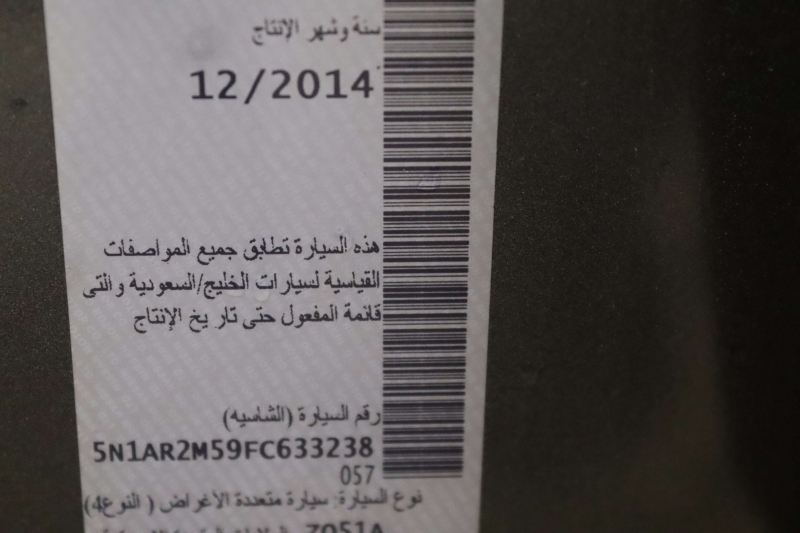 سنة وشهر الإنتاج
12/2014
هذه السيارة تطابق جميع المواصفات
القياسية لسيارات الخليج/السعودية والتى
قائمة المفعول حتى تاريخ الإنتاج
رقم السيارة (الشاسيه)
5N1AR2M59FC633238
057
نوع السيارة: سيارة متعددة الاغراض ( النوع4)